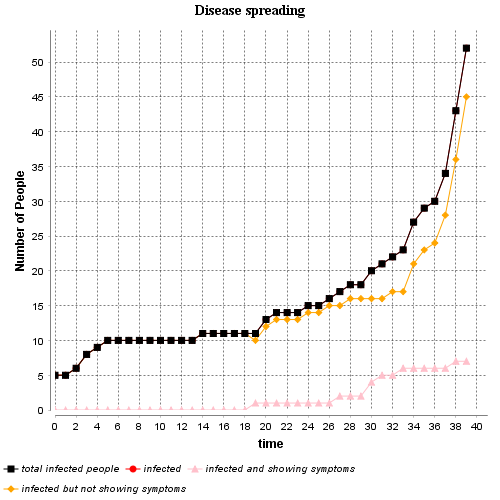 Disease spreading
Number of People
50
45
40
35
30
25
20
15
10
5
0
0 2 4 6 8 10 12 14 16 18 20 22 24 26 28 30 32 34 36 38 40
time
total infected people infected infected and showing symptoms
infected but not showing symptoms